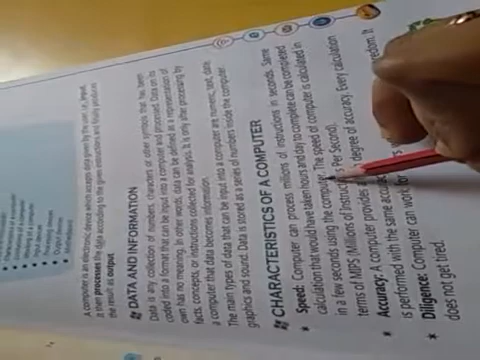 A computer is an electronic device which accepts data given by the user, i.e., input,
it then processes the data according to the given instructions and finally produces
the result as output.
DATA AND INFORMATION
Data is any collection of numbers, characters or other symbols that has been
coded into a format that can be input into a computer and processed. Data on its
own has no meaning. In other words, data can be defined as a representation of
facts, concepts, or instructions collected for analysis. It is only after processing by
a computer that data becomes information.
The main types of data that can be input into a computer are numeric, text, date,
graphics and sound. Data is stored as a series of numbers inside the computer.
CHARACTERISTICS OF A COMPUTER
* Speed: Computer can process millions of instructions in seconds. Same
calculation that would have taken hours and day to complete can be completed
in a few seconds using the computer. The speed of computer is calculated in
terms of MIPS (Millions of Instructions Per Second).
* Accuracy: A computer provides a degree of accuracy. Every calculation
is performed with the same
* Diligence: Computer can work for It
does not get tired.